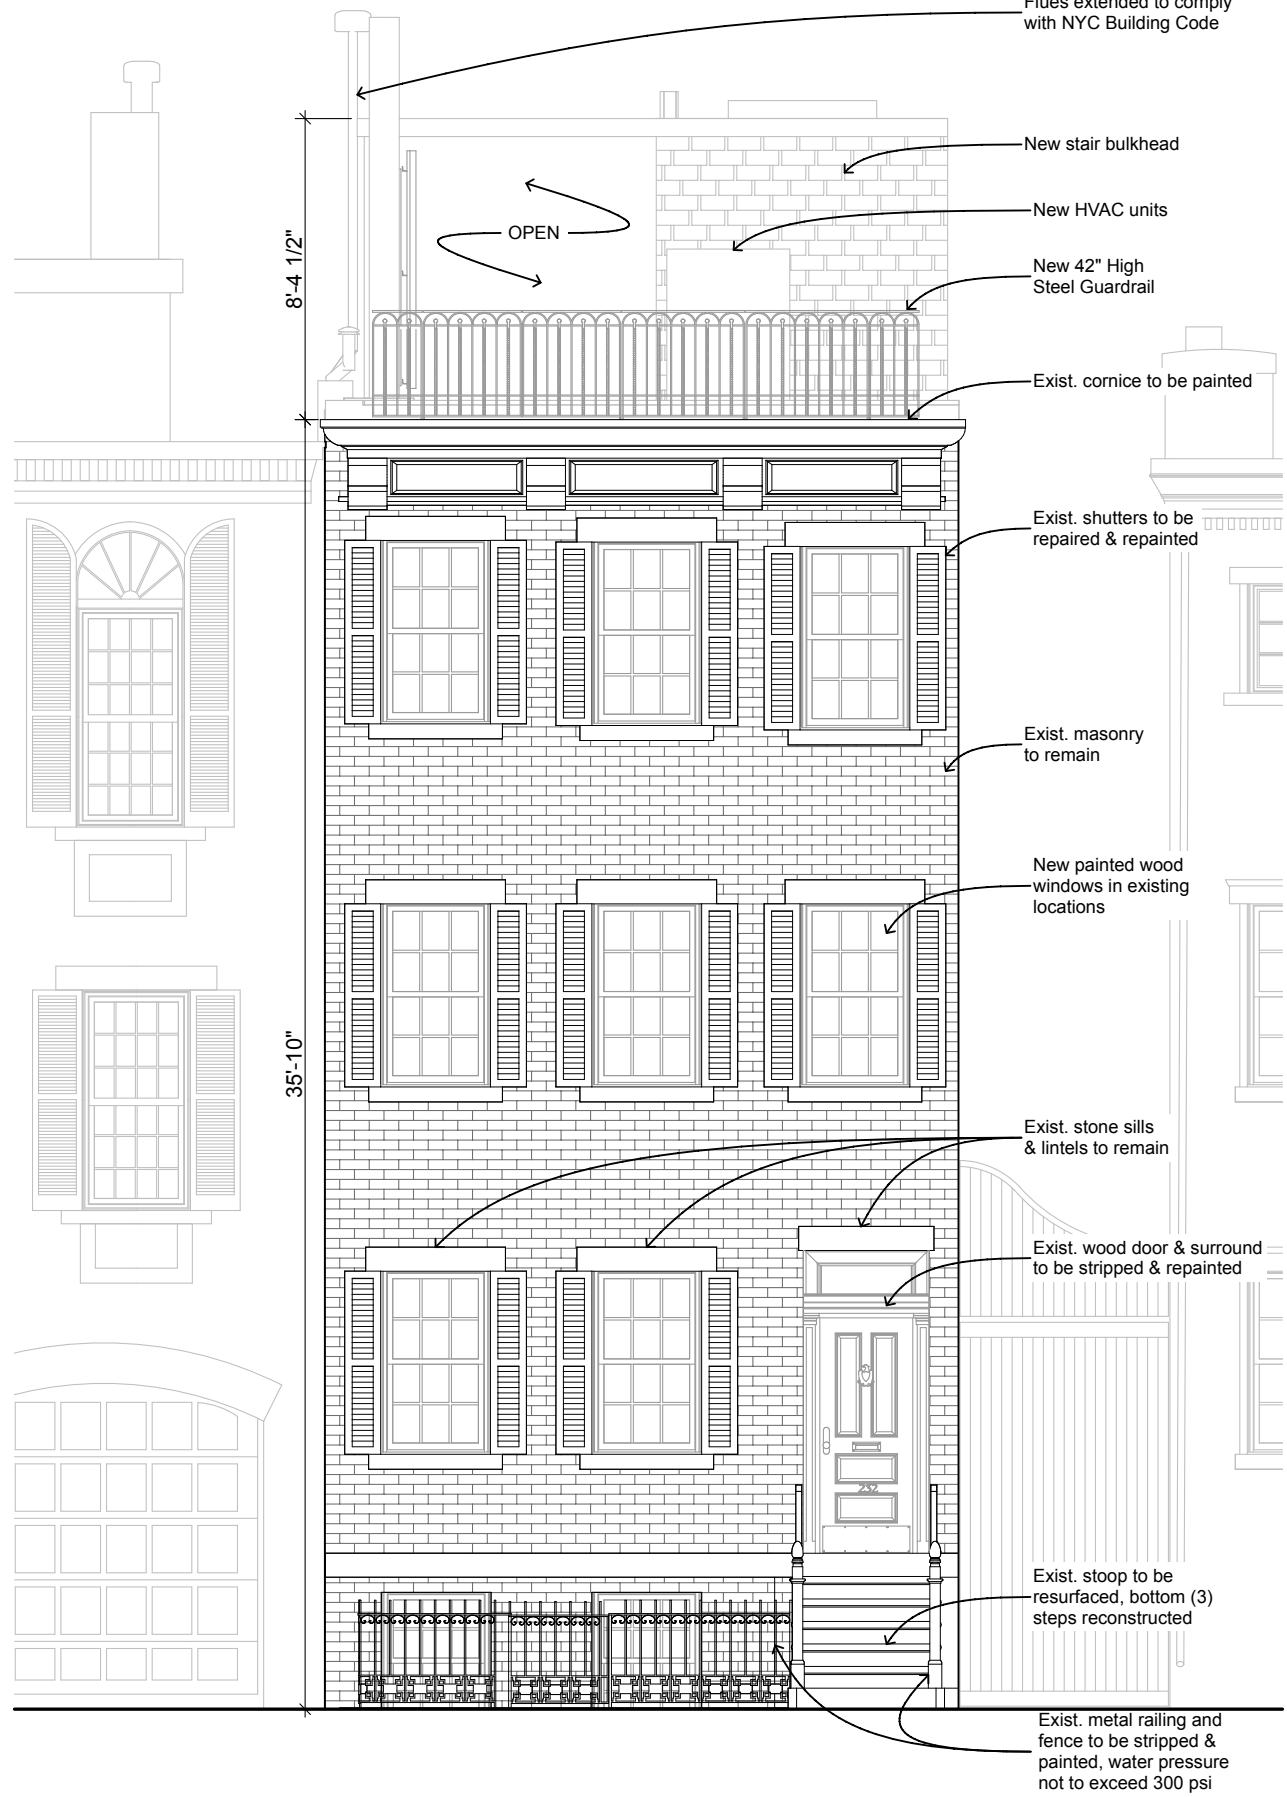 Flues extended to comply
with NYC Building Code
New stair bulkhead
New HVAC units
OPEN
New 42" High
Steel Guardrail
8'-4 1/2"
Exist. cornice to be painted
Exist. shutters to be
repaired & repainted
Exist. masonry
to remain
New painted wood
windows in existing
locations
35'-10"
Exist. stone sills
& lintels to remain
Exist. wood door & surround
to be stripped & repainted
232
Exist. stoop to be
resurfaced, bottom (3)
steps reconstructed
Exist. metal railing and
fence to be stripped &
painted, water pressure
not to exceed 300 psi